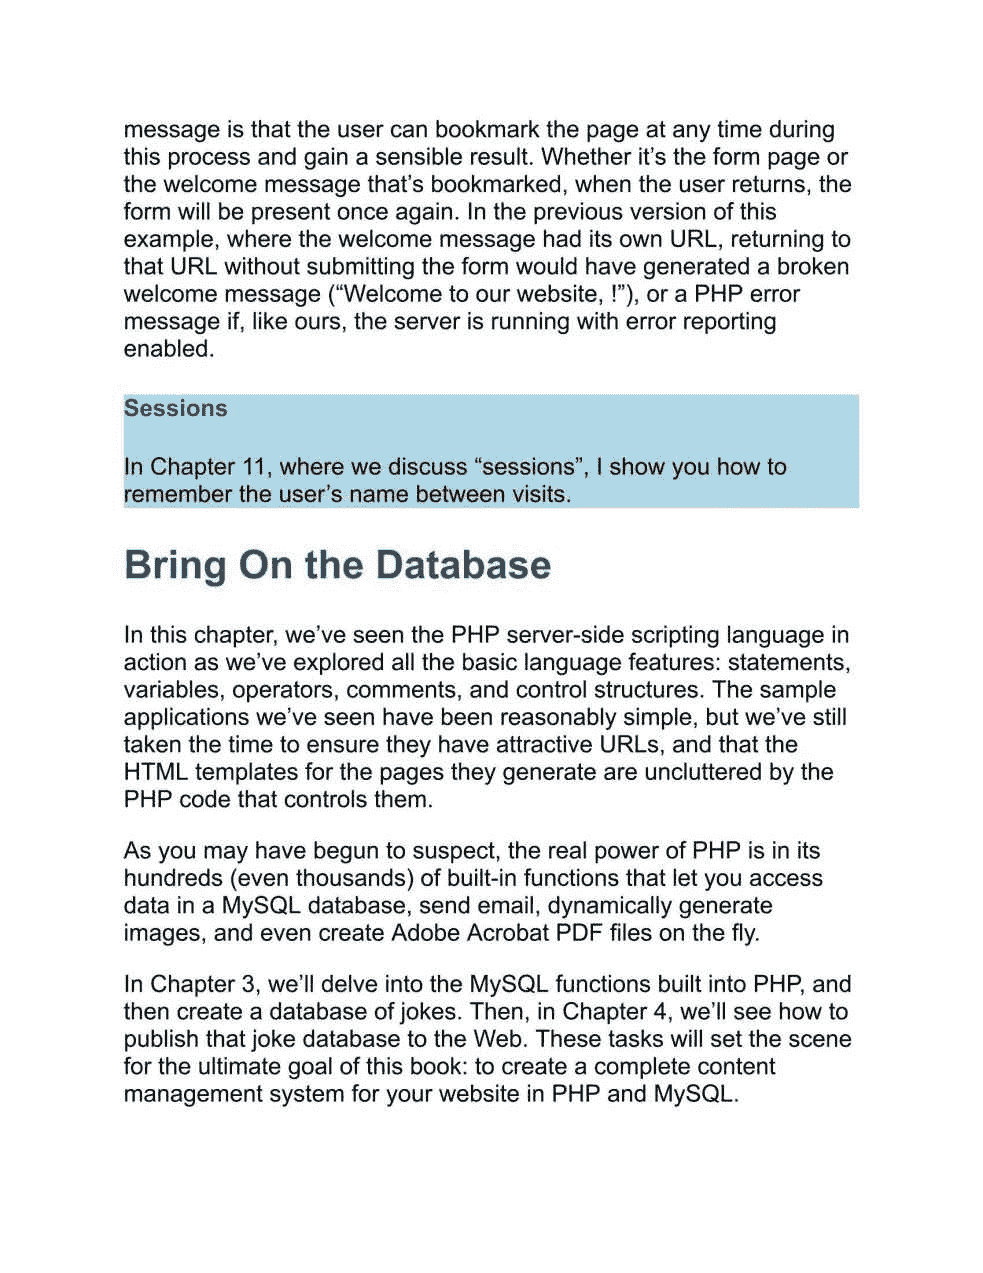 message is that the user can bookmark the page at any time during
this process and gain a sensible result. Whether it’s the form page or
the welcome message that’s bookmarked, when the user returns, the
form will be present once again. In the previous version of this
example, where the welcome message had its own URL, returning to
that URL without submitting the form would have generated a broken
welcome message (“Welcome to our website, !”), or a PHP error
message if, like ours, the server is running with error reporting
enabled.
Sessions
In Chapter 11, where we discuss “sessions”, I show you how to
remember the user’s name between visits.
Bring On the Database
In this chapter, we’ve seen the PHP server-side scripting language in
action as we’ve explored all the basic language features: statements,
variables, operators, comments, and control structures. The sample
applications we’ve seen have been reasonably simple, but we’ve still
taken the time to ensure they have attractive URLs, and that the
HTML templates for the pages they generate are uncluttered by the
PHP code that controls them.
As you may have begun to suspect, the real power of PHP is in its
hundreds (even thousands) of built-in functions that let you access
data in a MySQL database, send email, dynamically generate
images, and even create Adobe Acrobat PDF files on the fly.
In Chapter 3, we’ll delve into the MySQL functions built into PHP, and
then create a database of jokes. Then, in Chapter 4, we’ll see how to
publish that joke database to the Web. These tasks will set the scene
for the ultimate goal of this book: to create a complete content
management system for your website in PHP and MySQL.